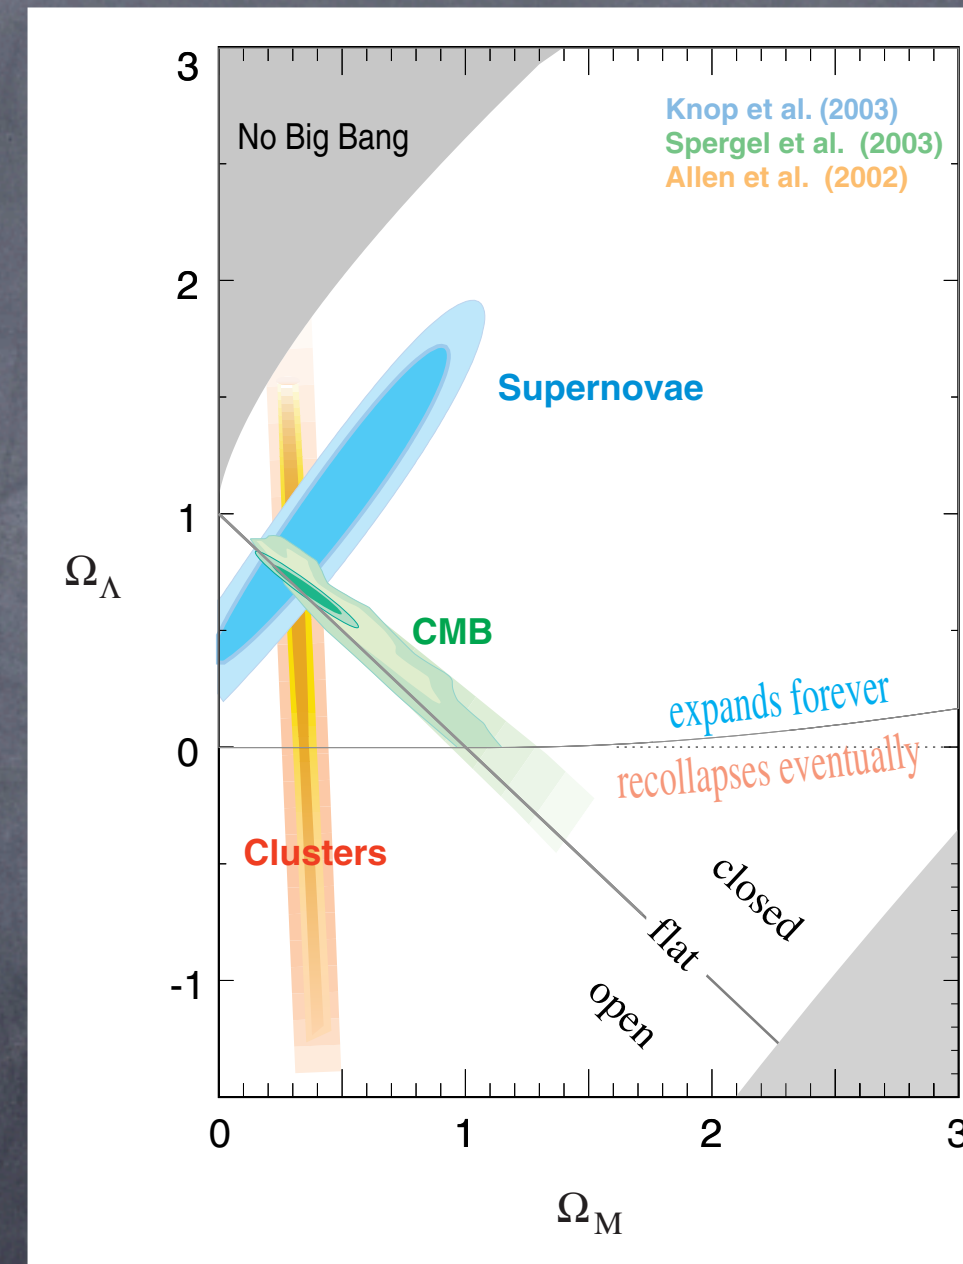 3
No Big Bang
Knop et al. (2003)
Spergel et al. (2003)
Allen et al. (2002)
2
Supernovae
1
Ω_Λ
CMB
expands forever
0
recollapses eventually
Clusters
closed
flat
-1
open
0 1 2 3
Ω_M